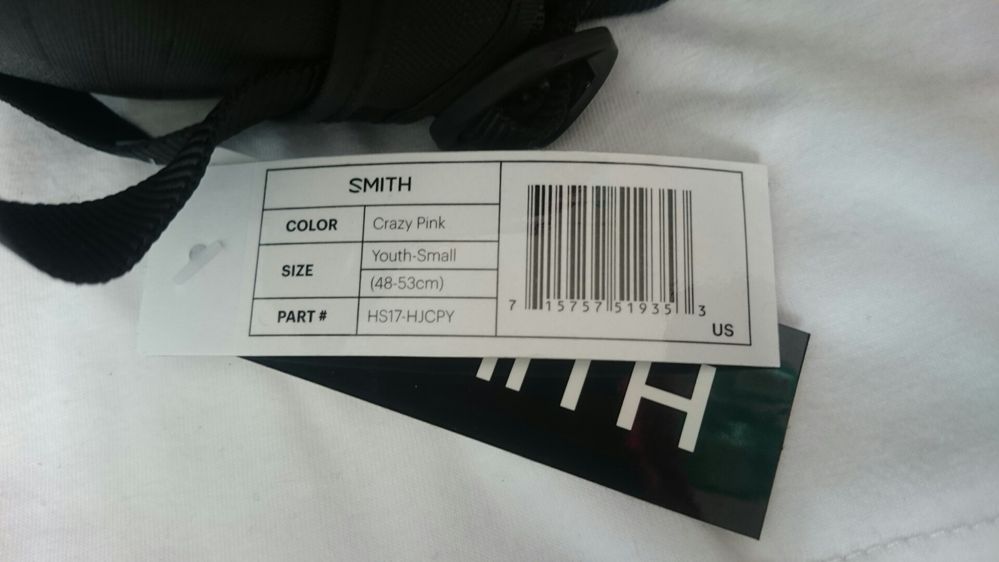 SMITH
COLOR Crazy Pink
SIZE Youth-Small
(48-53cm)
PART # HS17-HJCPY
7 15757 51935 3
US